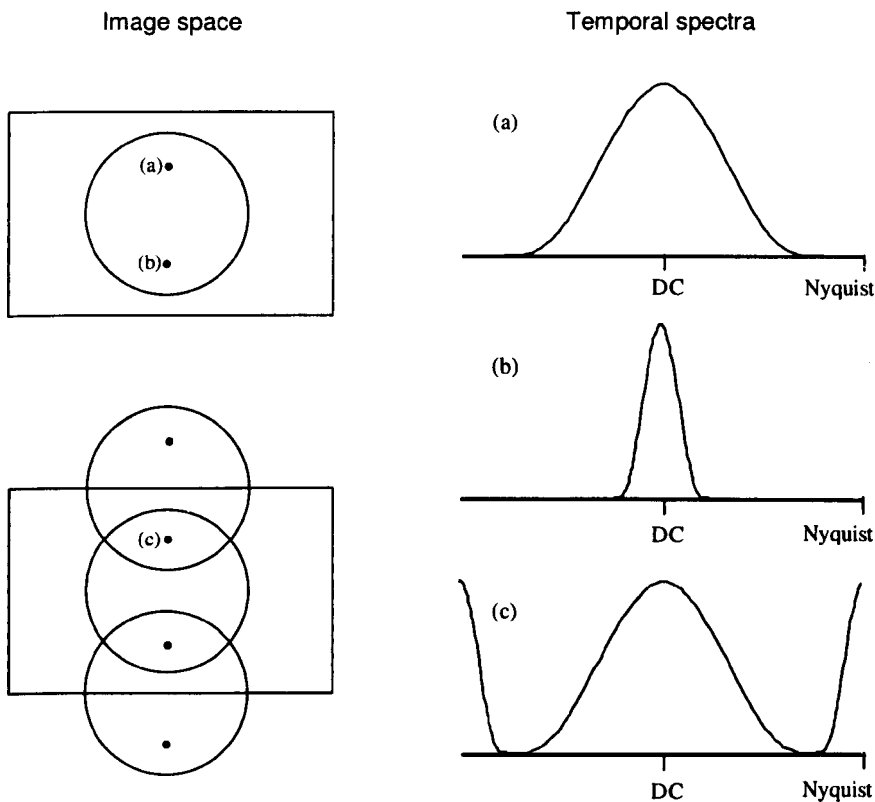 Image space
Temporal spectra
(a)
(b)
(a)
DC
Nyquist
(b)
DC
Nyquist
(c)
(c)
DC
Nyquist